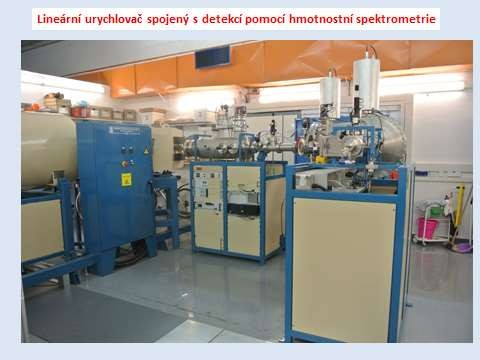 Lineární urychlovač spojený s detekcí pomocí hmotnostní spektrometrie